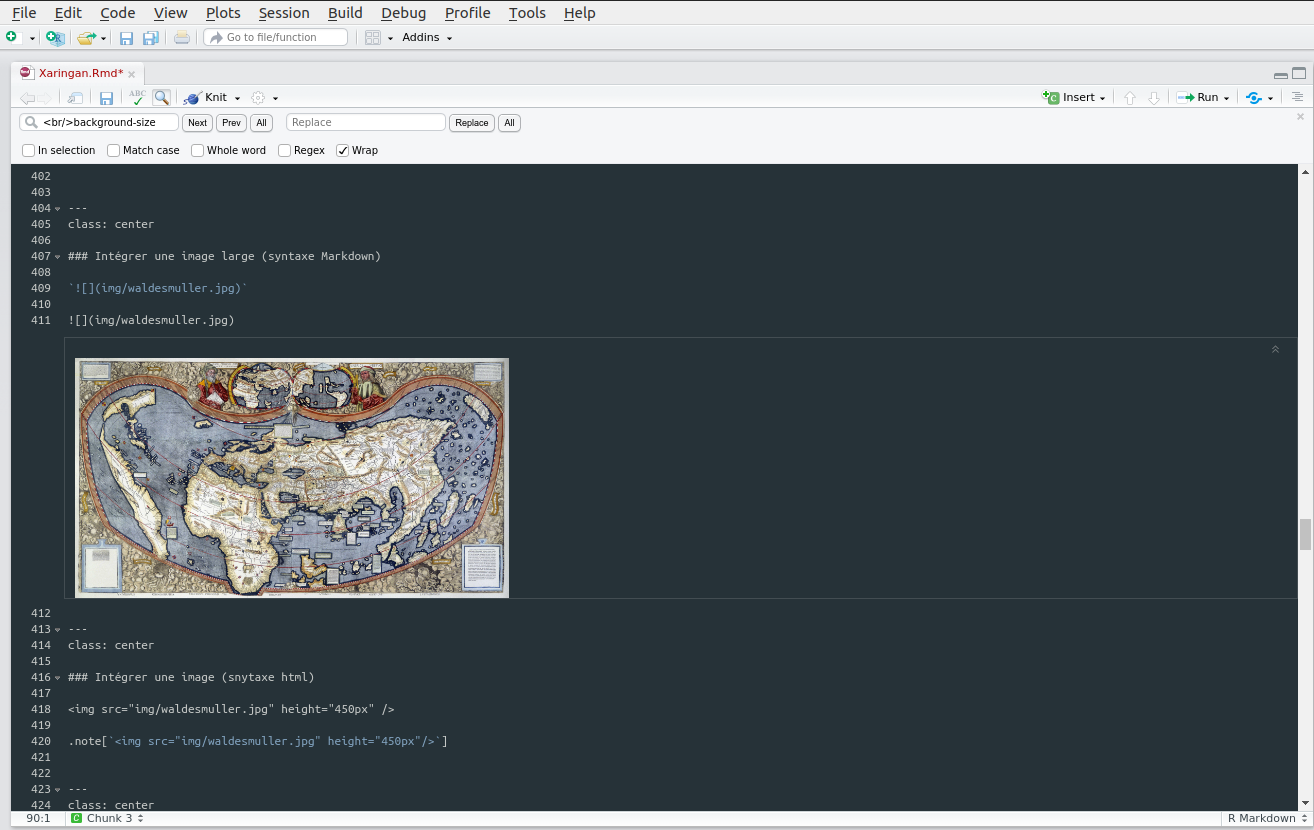 File Edit Code View Plots Session Build Debug Profile Tools Help
Go to file/function Addins
Xaringan.Rmd*
ABC Knit Insert Run
<br/>background-size Next Prev All Replace Replace All
In selection Match case Whole word Regex Wrap
402
403
404 ---
405 class: center
406
407 ### Intégrer une image large (syntaxe Markdown)
408
409 `![](img/waldesmuller.jpg)`
410
411 ![](img/waldesmuller.jpg)
412
413 ---
414 class: center
415
416 ### Intégrer une image (snytaxe html)
417
418 <img src="img/waldesmuller.jpg" height="450px" />
419
420 .note[`<img src="img/waldesmuller.jpg" height="450px"/>`]
421
422
423 ---
424 class: center
90:1 C Chunk 3 R Markdown